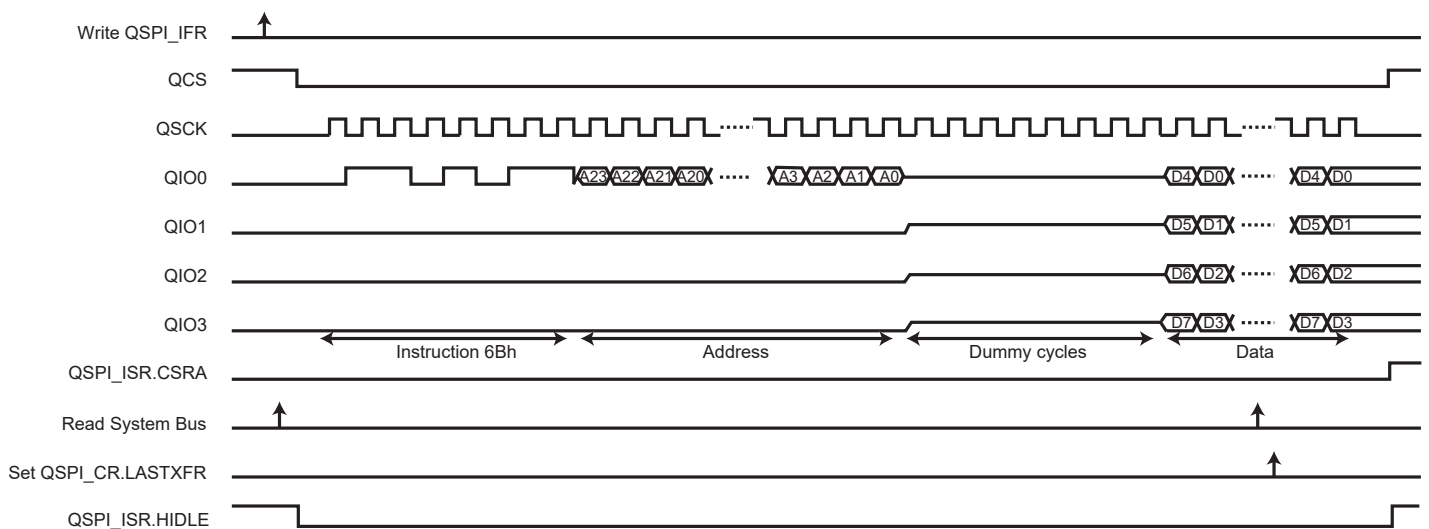 Write QSPI_IFR
QCS
QSCK
QIO0 A23 A22 A21 A20 A3 A2 A1 A0 D4 D0 D4 D0
QIO1 D5 D1 D5 D1
QIO2 D6 D2 D6 D2
QIO3 D7 D3 D7 D3
Instruction 6Bh Address Dummy cycles Data
QSPI_ISR.CSRA
Read System Bus
Set QSPI_CR.LASTXFR
QSPI_ISR.HIDLE